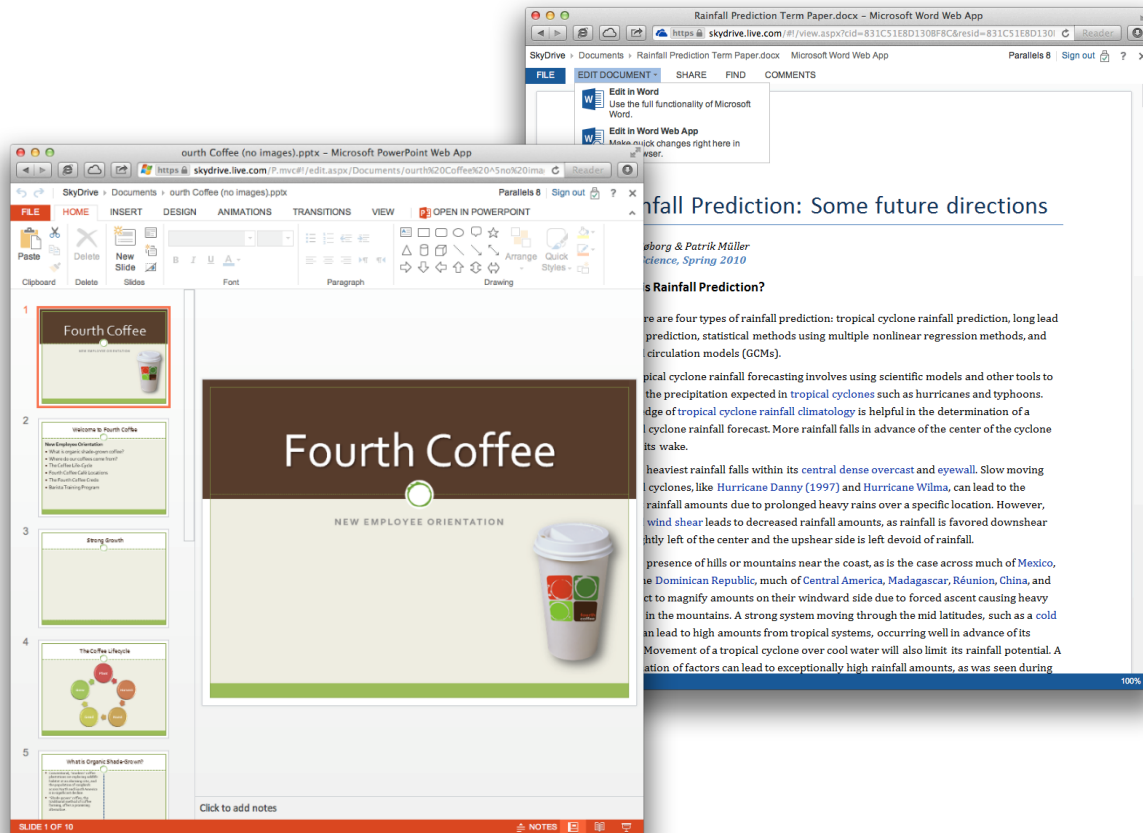 Rainfall Prediction Term Paper.docx – Microsoft Word Web App
https skydrive.live.com/#!/view.aspx?cid=831C51E8D130BF8C&resid=831C51E8D130
Reader
SkyDrive › Documents › Rainfall Prediction Term Paper.docx Microsoft Word Web App
Parallels 8 Sign out ? ×
FILE EDIT DOCUMENT SHARE FIND COMMENTS
Edit in Word
Use the full functionality of Microsoft
Word.
Edit in Word Web App
Make quick changes right here in
wser.
nfall Prediction: Some future directions
øborg & Patrik Müller
Science, Spring 2010
s Rainfall Prediction?
re are four types of rainfall prediction: tropical cyclone rainfall prediction, long lead
prediction, statistical methods using multiple nonlinear regression methods, and
circulation models (GCMs).
pical cyclone rainfall forecasting involves using scientific models and other tools to
the precipitation expected in tropical cyclones such as hurricanes and typhoons.
edge of tropical cyclone rainfall climatology is helpful in the determination of a
cyclone rainfall forecast. More rainfall falls in advance of the center of the cyclone
its wake.
heaviest rainfall falls within its central dense overcast and eyewall. Slow moving
cyclones, like Hurricane Danny (1997) and Hurricane Wilma, can lead to the
rainfall amounts due to prolonged heavy rains over a specific location. However,
wind shear leads to decreased rainfall amounts, as rainfall is favored downshear
ghtly left of the center and the upshear side is left devoid of rainfall.
presence of hills or mountains near the coast, as is the case across much of Mexico,
he Dominican Republic, much of Central America, Madagascar, Réunion, China, and
ct to magnify amounts on their windward side due to forced ascent causing heavy
in the mountains. A strong system moving through the mid latitudes, such as a cold
an lead to high amounts from tropical systems, occurring well in advance of its
Movement of a tropical cyclone over cool water will also limit its rainfall potential. A
ation of factors can lead to exceptionally high rainfall amounts, as was seen during
100%
ourth Coffee (no images).pptx – Microsoft PowerPoint Web App
https skydrive.live.com/P.mvc#!/edit.aspx/Documents/ourth%20Coffee%20^5no%20ima
Reader
SkyDrive › Documents › ourth Coffee (no images).pptx
Parallels 8 Sign out ? ×
FILE HOME INSERT DESIGN ANIMATIONS TRANSITIONS VIEW OPEN IN POWERPOINT
Paste Delete New Slide Arrange Quick Styles
B I U A
Clipboard Delete Slides Font Paragraph Drawing
1
Fourth Coffee
NEW EMPLOYEE ORIENTATION
2
Welcome to Fourth Coffee
New Employee Orientation:
• What is organic shade-grown coffee?
• Where do our coffees come from?
• The Coffee Life Cycle
• Fourth Coffee Café Locations
• The Fourth Coffee Credo
• Barista Training Program
3
Strong Growth
4
The Coffee Lifecycle
5
What is Organic Shade-Grown?
Fourth Coffee
NEW EMPLOYEE ORIENTATION
Click to add notes
SLIDE 1 OF 10
NOTES